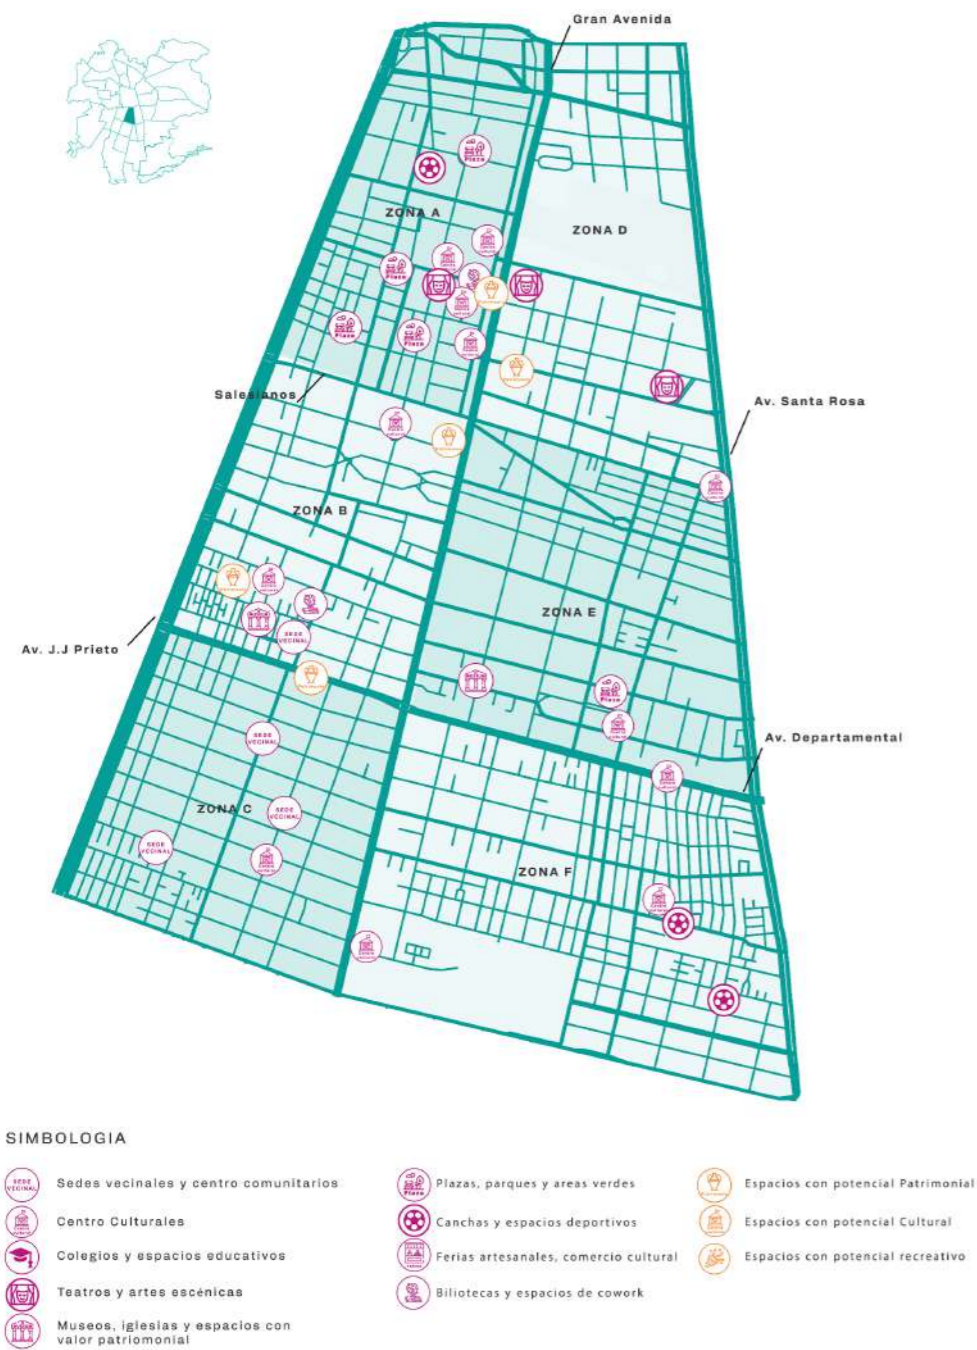 Gran Avenida
Plaza
ZONA A
ZONA D
Plaza
Plaza
Plaza
Salesianos
Av. Santa Rosa
ZONA B
ZONA E
SEDE
VECINAL
Av. J.J Prieto
Plaza
SEDE
VECINAL
Av. Departamental
ZONA C
SEDE
VECINAL
SEDE
VECINAL
ZONA F
SIMBOLOGIA
SEDE
VECINAL
Sedes vecinales y centro comunitarios
Centro Culturales
Colegios y espacios educativos
Teatros y artes escénicas
Museos, iglesias y espacios con
valor patriomonial
Plaza
Plazas, parques y areas verdes
Canchas y espacios deportivos
Ferias artesanales, comercio cultural
Biliotecas y espacios de cowork
Espacios con potencial Patrimonial
Espacios con potencial Cultural
Espacios con potencial recreativo